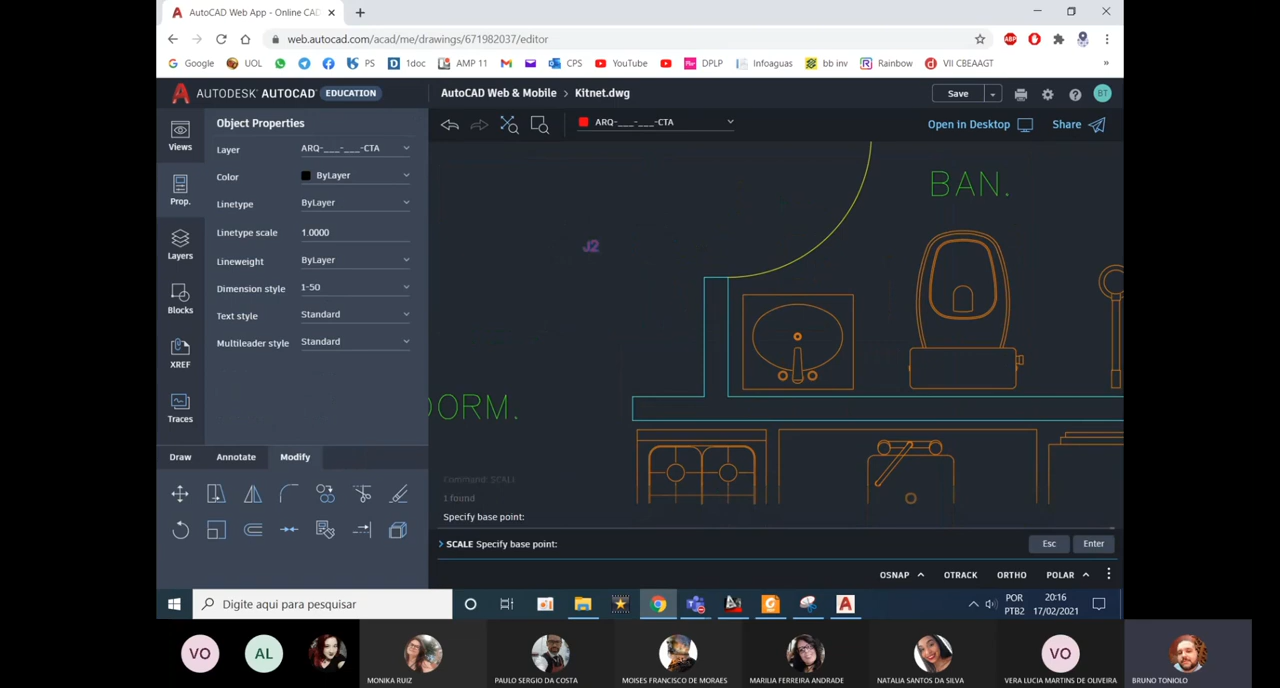 AutoCAD Web App - Online CAD
web.autocad.com/acad/me/drawings/671982037/editor
ABP
Google UOL PS 1doc AMP 11 CPS YouTube DPLP Infoaguas bb inv Rainbow VII CBEAAGT »
AUTODESK® AUTOCAD® EDUCATION
AutoCAD Web & Mobile > Kitnet.dwg
Save
BT
Object Properties
ARQ-___-___-CTA
Open in Desktop
Share
Views
Prop.
Layers
Blocks
XREF
Traces
Layer ARQ-___-___-CTA
Color ByLayer
Linetype ByLayer
Linetype scale 1.0000
Lineweight ByLayer
Dimension style 1-50
Text style Standard
Multileader style Standard
BAN.
J2
DORM.
Draw Annotate Modify
Command: SCALE
1 found
Specify base point:
SCALE Specify base point:
Esc Enter
OSNAP OTRACK ORTHO POLAR
Digite aqui para pesquisar
POR
PTB2
20:16
17/02/2021
VO
AL
MONIKA RUIZ
PAULO SERGIO DA COSTA
MOISES FRANCISCO DE MORAES
MARILIA FERREIRA ANDRADE
NATALIA SANTOS DA SILVA
VO
VERA LUCIA MARTINS DE OLIVEIRA
BRUNO TONIOLO